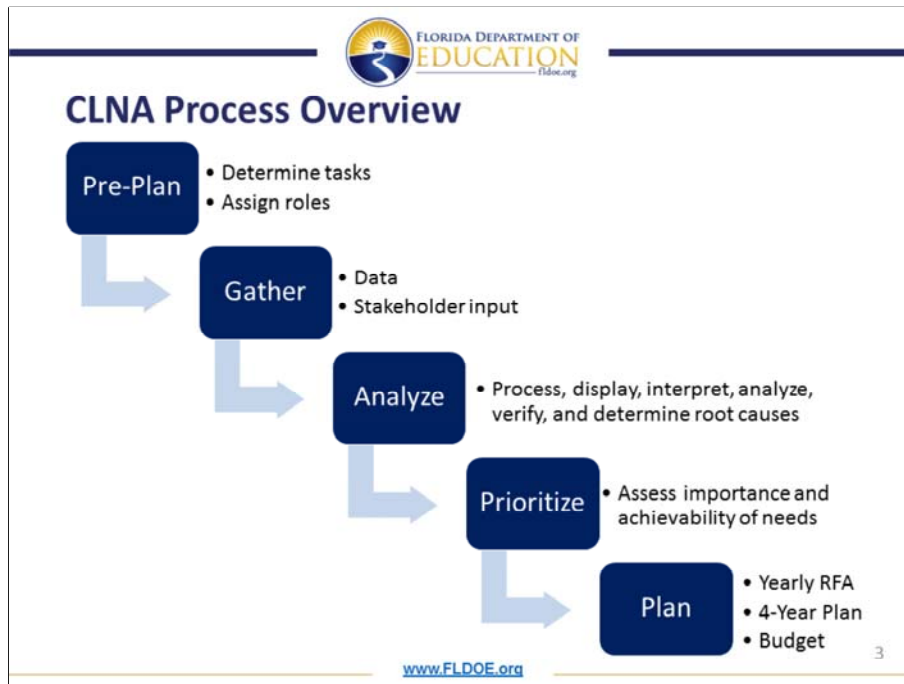 FLORIDA DEPARTMENT OF
EDUCATION
fldoe.org
CLNA Process Overview
Pre-Plan
• Determine tasks
• Assign roles
Gather
• Data
• Stakeholder input
Analyze
• Process, display, interpret, analyze,
verify, and determine root causes
Prioritize
• Assess importance and
achievability of needs
Plan
• Yearly RFA
• 4-Year Plan
• Budget
3
www.FLDOE.org